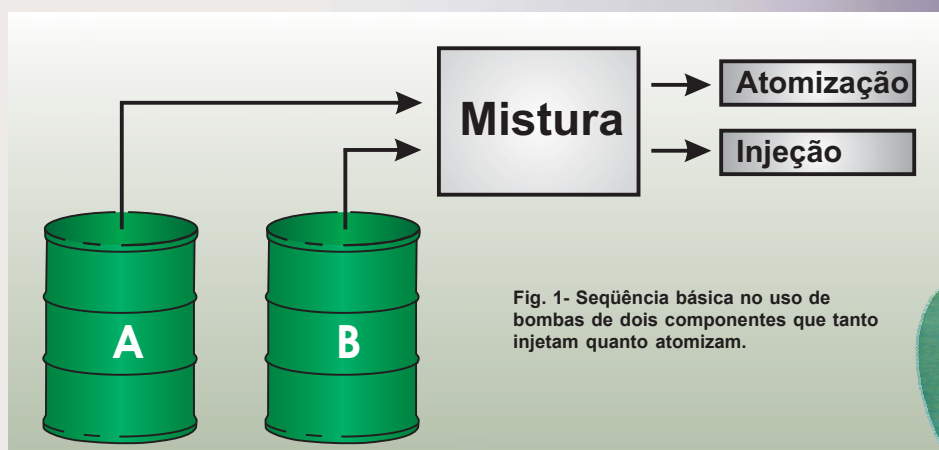 Mistura
Atomização
Injeção
A
B
Fig. 1- Seqüência básica no uso de
bombas de dois componentes que tanto
injetam quanto atomizam.